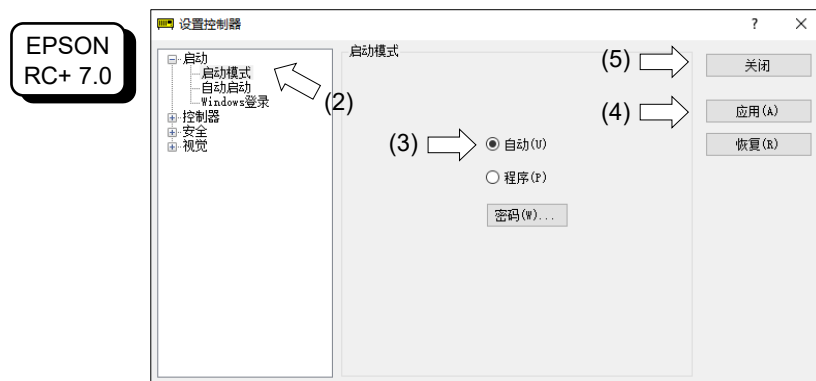 EPSON
RC+ 7.0
设置控制器
?
启动
启动模式
自动启动
Windows登录
控制器
安全
视觉
(2)
启动模式
(3)
自动(U)
程序(P)
密码(W)...
(5)
关闭
(4)
应用(A)
恢复(R)